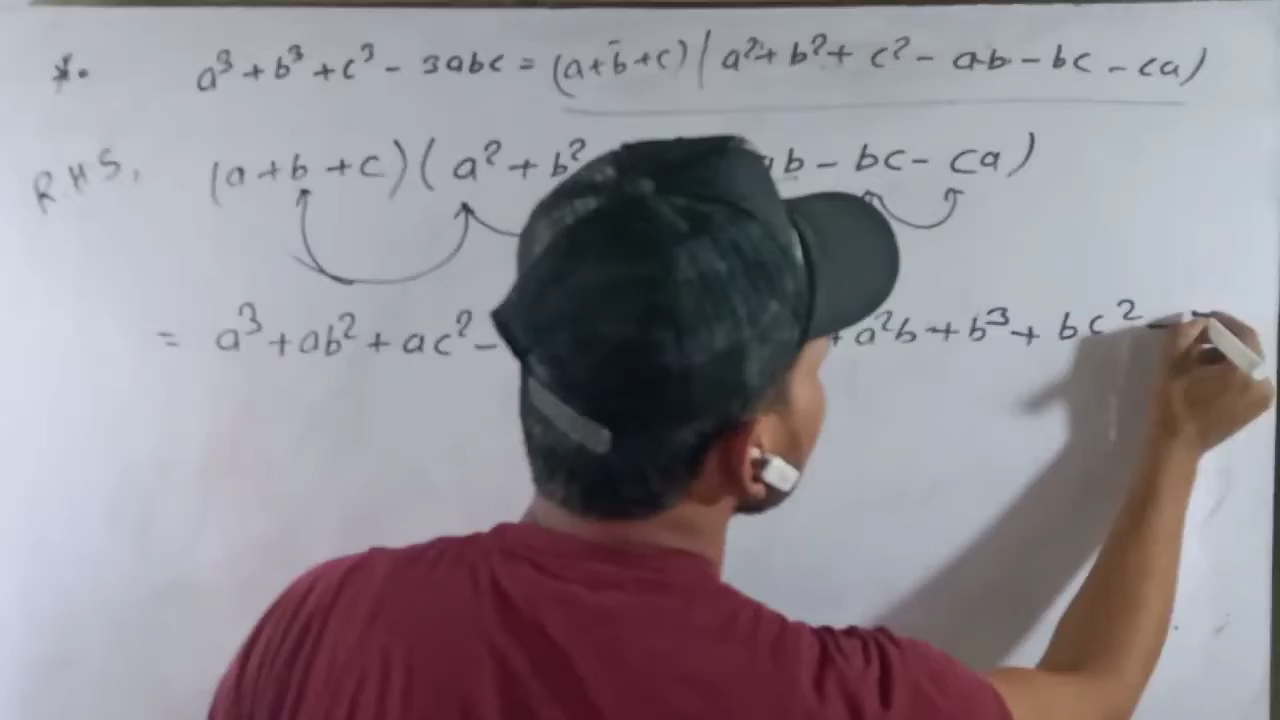 *. a³ + b³ + c³ - 3abc = (a+b+c)(a²+b²+c²-ab-bc-ca)
R.H.S, (a+b+c)(a²+b² b-bc-ca)
= a³+ab²+ac²- +a²b+b³+bc²-